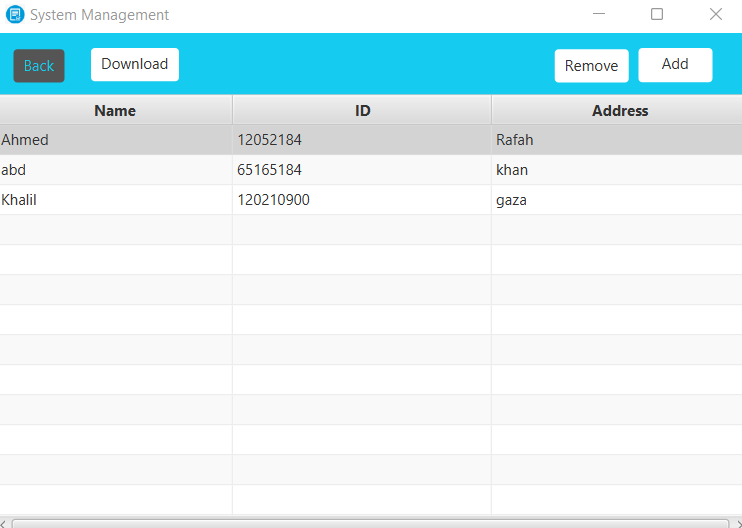 System Management
Back Download Remove Add
Name ID Address
Ahmed 12052184 Rafah
abd 65165184 khan
Khalil 120210900 gaza